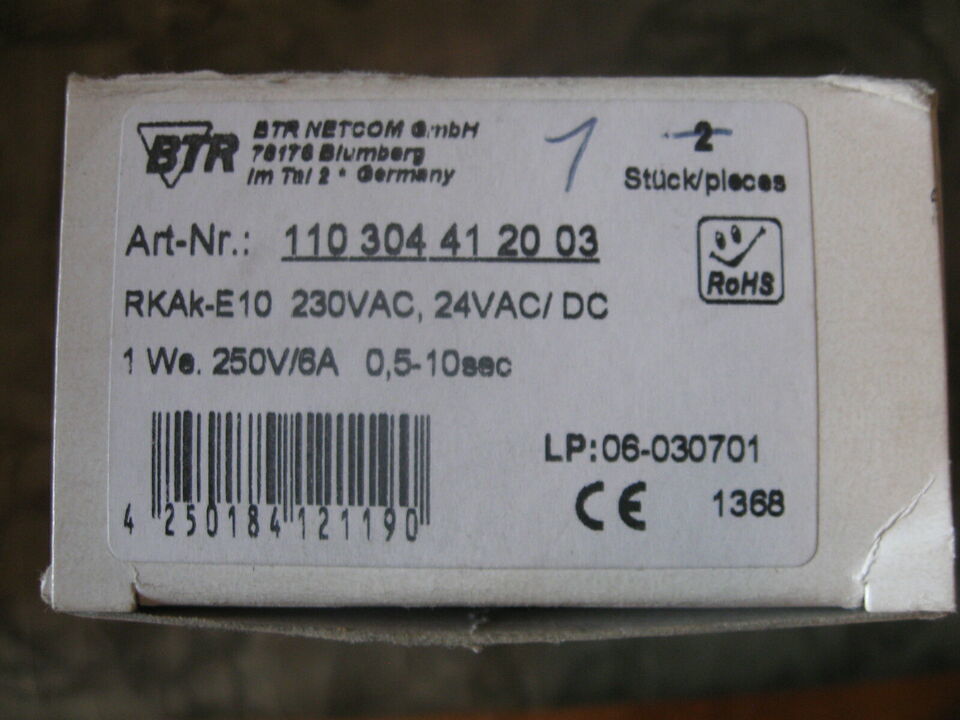 BTR
BTR NETCOM GmbH
78176 Blumberg
Im Tal 2 * Germany
1 2
Stück/pieces
Art-Nr.: 110 304 41 20 03
RoHS
RKAk-E10 230VAC, 24VAC/ DC
1 We. 250V/6A 0,5-10sec
LP:06-030701
CE 1368
4 250184 121190